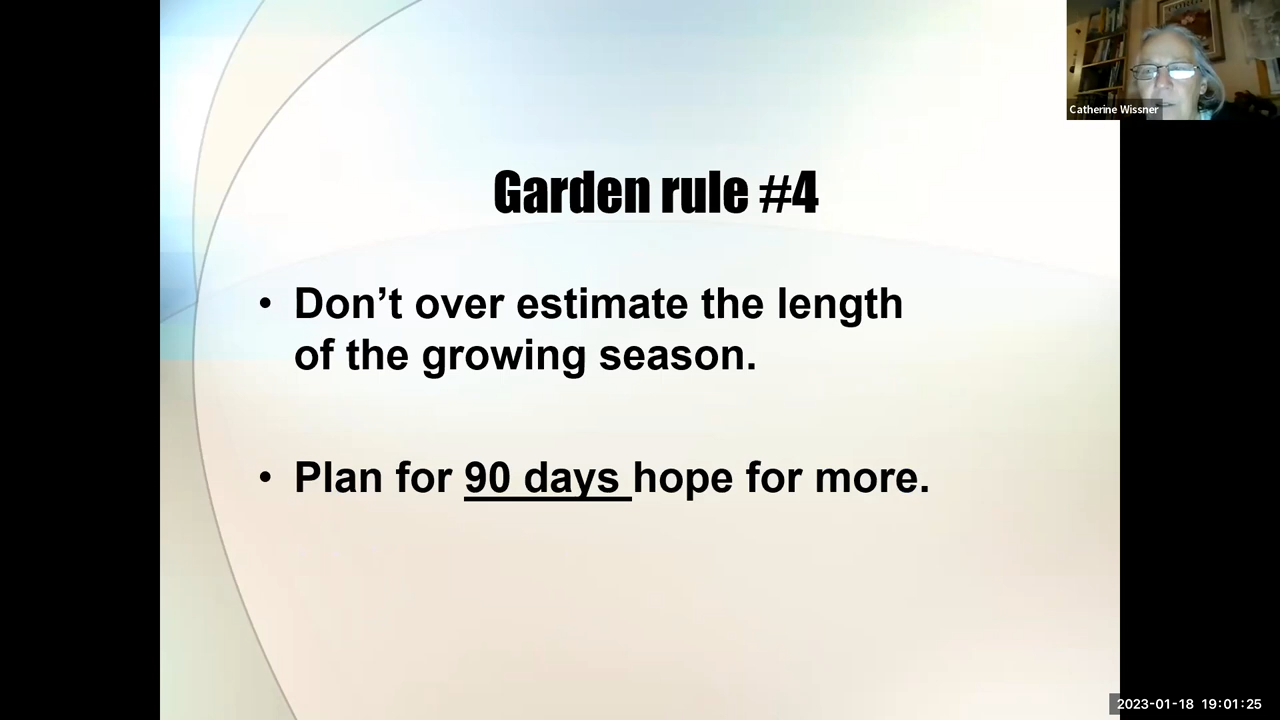 Garden rule #4
• Don’t over estimate the length
of the growing season.
• Plan for 90 days hope for more.
Catherine Wissner
2023-01-18 19:01:25